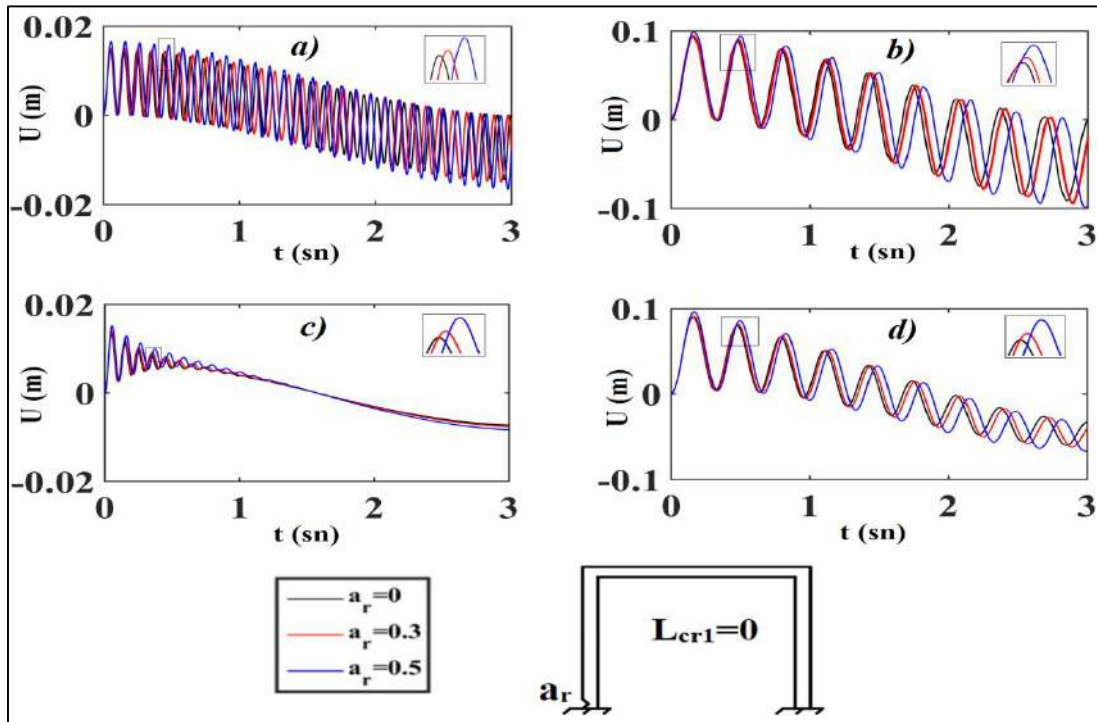 0.02
0
-0.02
U (m)
a)
0 1 2 3
t (sn)
0.1
0
-0.1
U (m)
b)
0 1 2 3
t (sn)
0.02
0
-0.02
U (m)
c)
0 1 2 3
t (sn)
0.1
0
-0.1
U (m)
d)
0 1 2 3
t (sn)
a_r=0
a_r=0.3
a_r=0.5
L_cr1=0
a_r